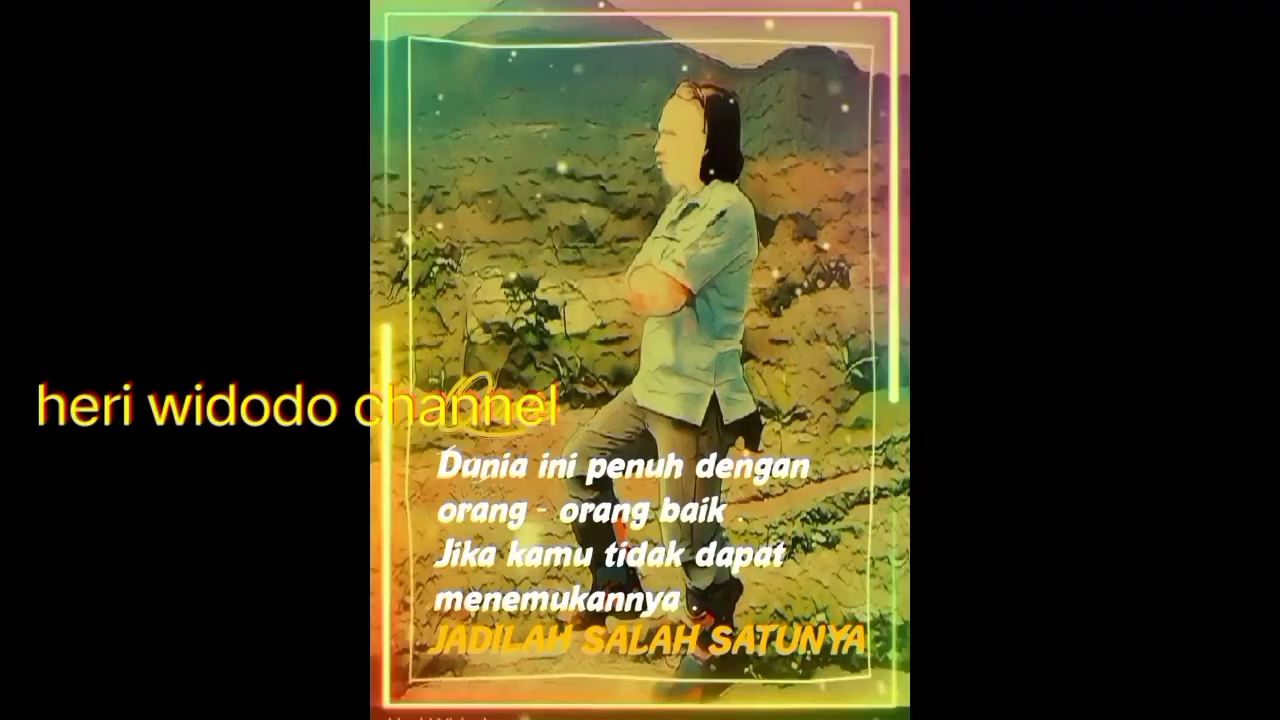 heri widodo channel
Dunia ini penuh dengan
orang - orang baik .
Jika kamu tidak dapat
menemukannya .
JADILAH SALAH SATUNYA